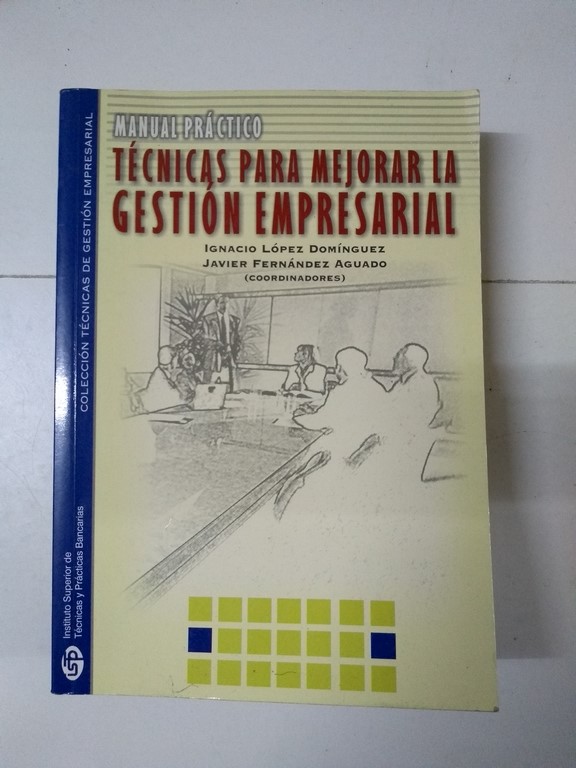 MANUAL PRÁCTICO
TÉCNICAS PARA MEJORAR LA
GESTIÓN EMPRESARIAL
IGNACIO LÓPEZ DOMÍNGUEZ
JAVIER FERNÁNDEZ AGUADO
(COORDINADORES)
COLECCIÓN TÉCNICAS DE GESTIÓN EMPRESARIAL
Instituto Superior de
Técnicas y Prácticas Bancarias
istp